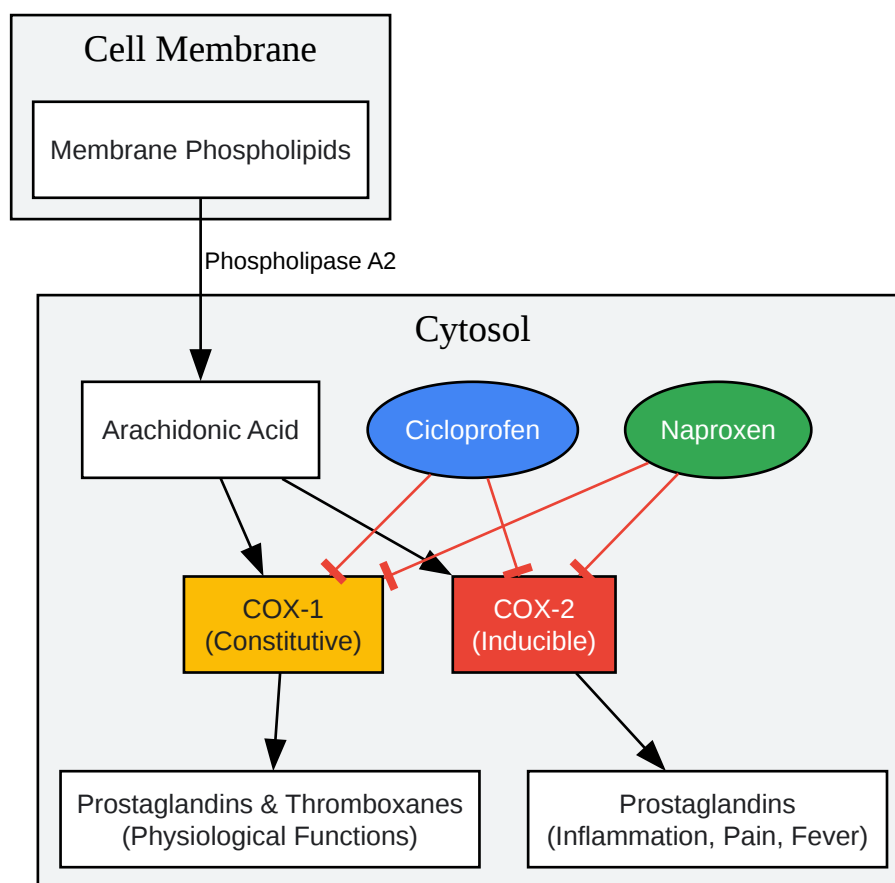 Cell Membrane
Membrane Phospholipids
Phospholipase A2
Cytosol
Arachidonic Acid
Cicloprofen
Naproxen
COX-1
(Constitutive)
COX-2
(Inducible)
Prostaglandins & Thromboxanes
(Physiological Functions)
Prostaglandins
(Inflammation, Pain, Fever)